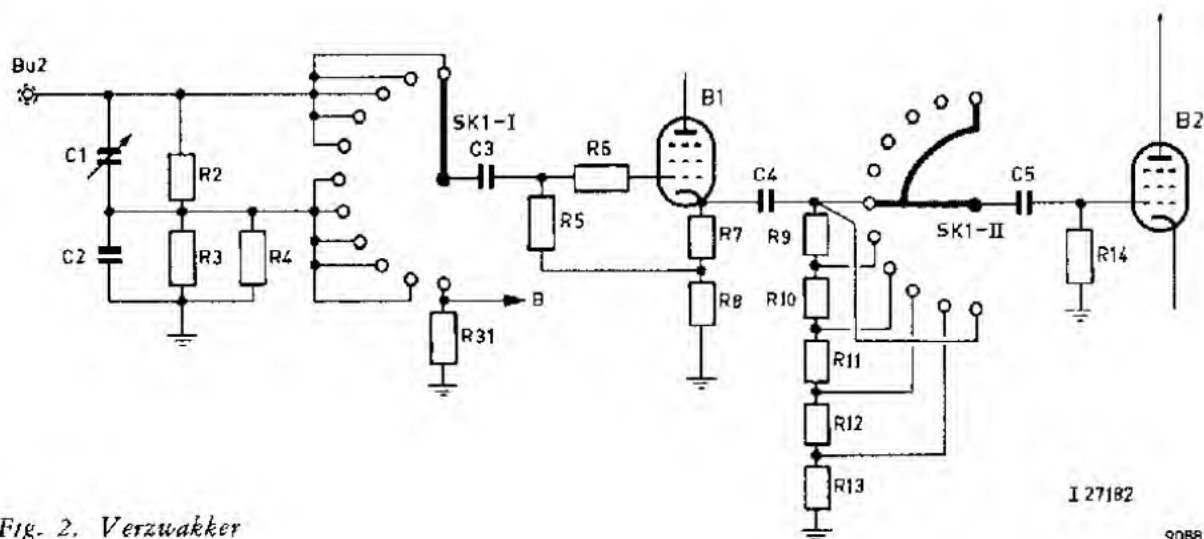 Bu2
C1
C2
R2
R3
R4
SK1-I
C3
R5
R6
R31
B
B1
R7
R8
C4
R9
R10
R11
R12
R13
SK1-II
C5
R14
B2
I 27182
9088
Fig. 2. Verzwakker